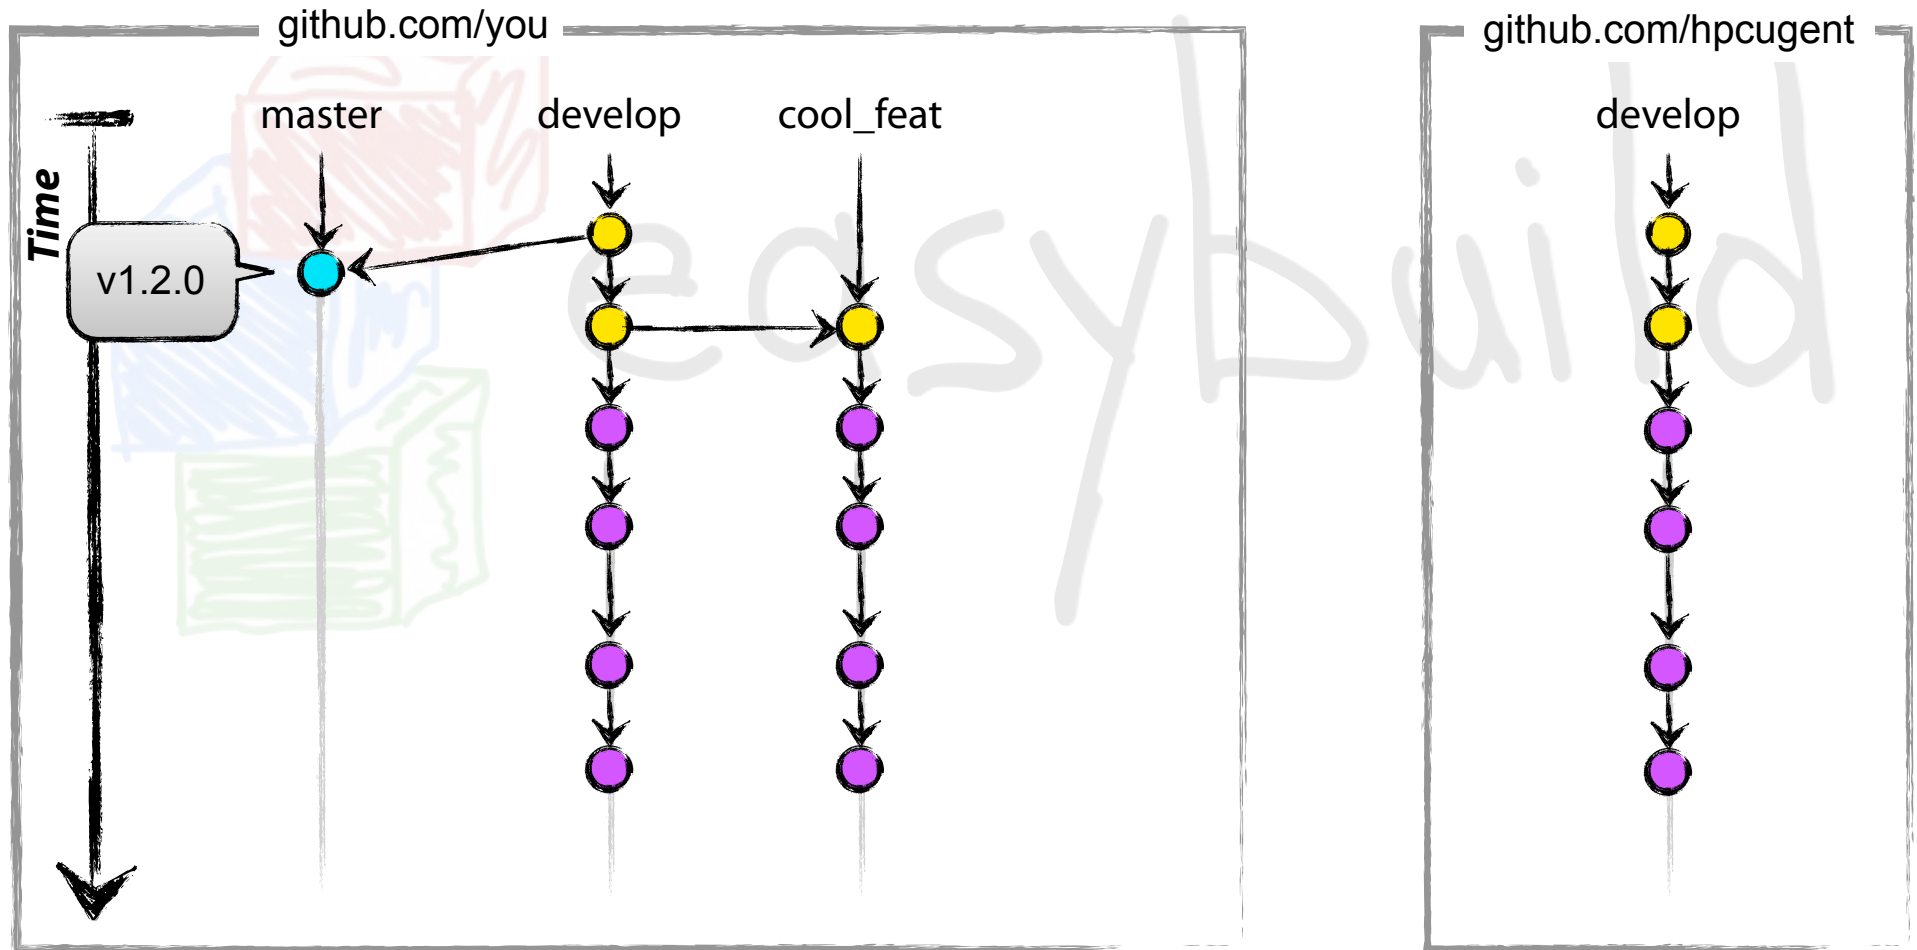 github.com/you
github.com/hpcugent
master
develop
cool_feat
develop
Time
v1.2.0
easybuild